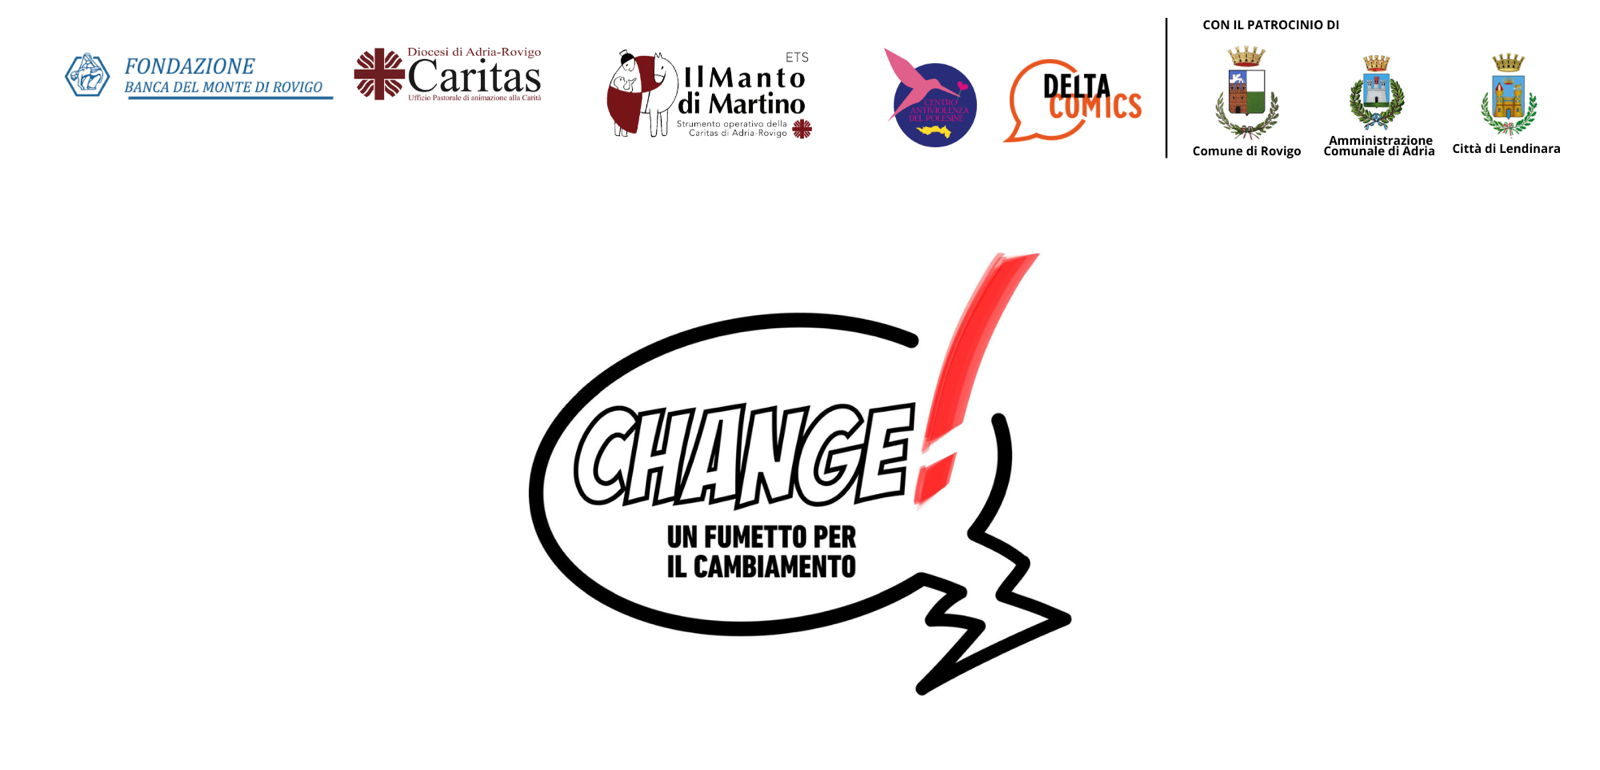 FONDAZIONE
BANCA DEL MONTE DI ROVIGO
Diocesi di Adria-Rovigo
Caritas
Ufficio Pastorale di animazione alla Carità
ETS
Il Manto
di Martino
Strumento operativo della
Caritas di Adria-Rovigo
CENTRO
ANTIVIOLENZA
DEL POLESINE
DELTA
COMICS
CON IL PATROCINIO DI
Comune di Rovigo
Amministrazione
Comunale di Adria
Città di Lendinara
CHANGE!
UN FUMETTO PER
IL CAMBIAMENTO